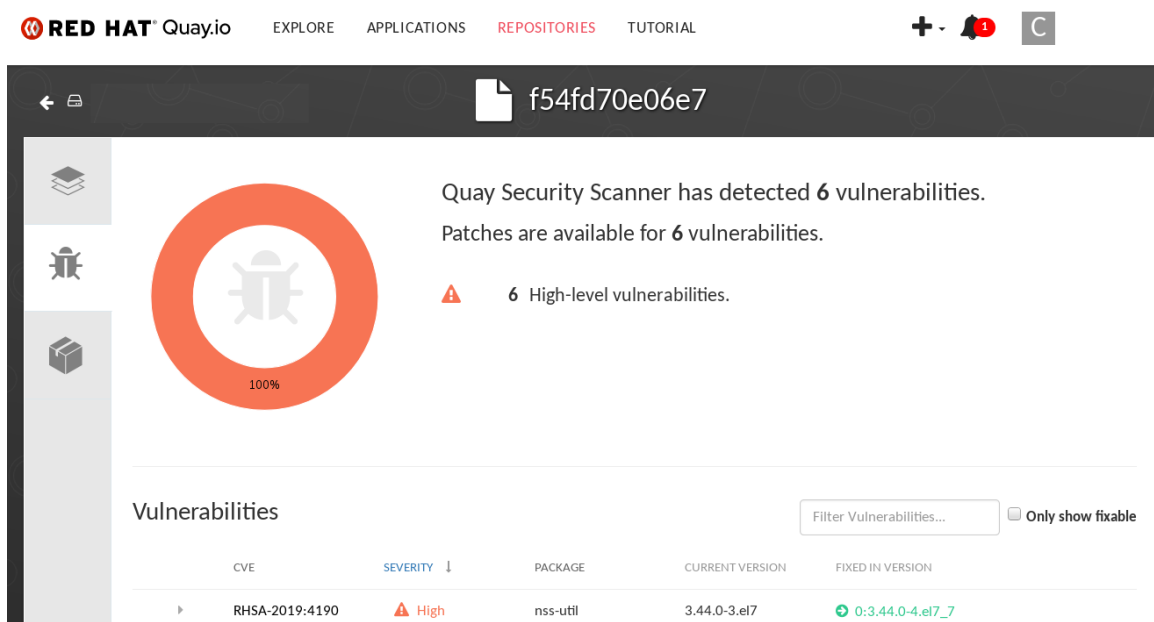 RED HAT® Quay.io EXPLORE APPLICATIONS REPOSITORIES TUTORIAL 1 C
f54fd70e06e7
Quay Security Scanner has detected 6 vulnerabilities.
Patches are available for 6 vulnerabilities.
6 High-level vulnerabilities.
100%
Vulnerabilities Filter Vulnerabilities... Only show fixable
CVE SEVERITY PACKAGE CURRENT VERSION FIXED IN VERSION
RHSA-2019:4190 High nss-util 3.44.0-3.el7 0:3.44.0-4.el7_7